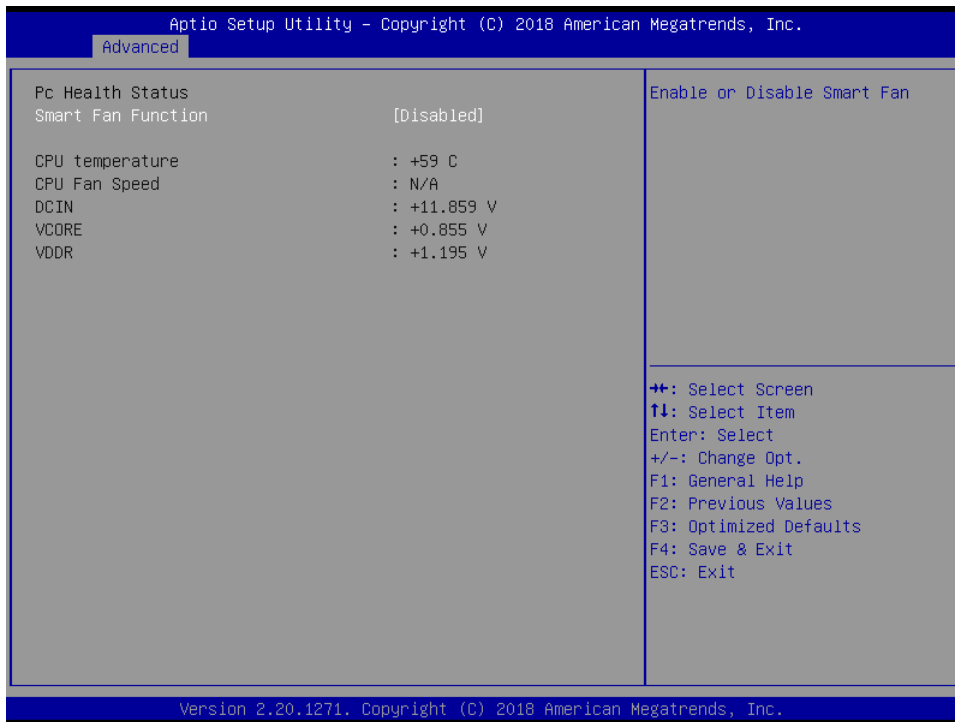 Aptio Setup Utility – Copyright (C) 2018 American Megatrends, Inc.
Advanced
Pc Health Status
Smart Fan Function [Disabled]
CPU temperature : +59 C
CPU Fan Speed : N/A
DCIN : +11.859 V
VCORE : +0.855 V
VDDR : +1.195 V
Enable or Disable Smart Fan
→←: Select Screen
↑↓: Select Item
Enter: Select
+/-: Change Opt.
F1: General Help
F2: Previous Values
F3: Optimized Defaults
F4: Save & Exit
ESC: Exit
Version 2.20.1271. Copyright (C) 2018 American Megatrends, Inc.